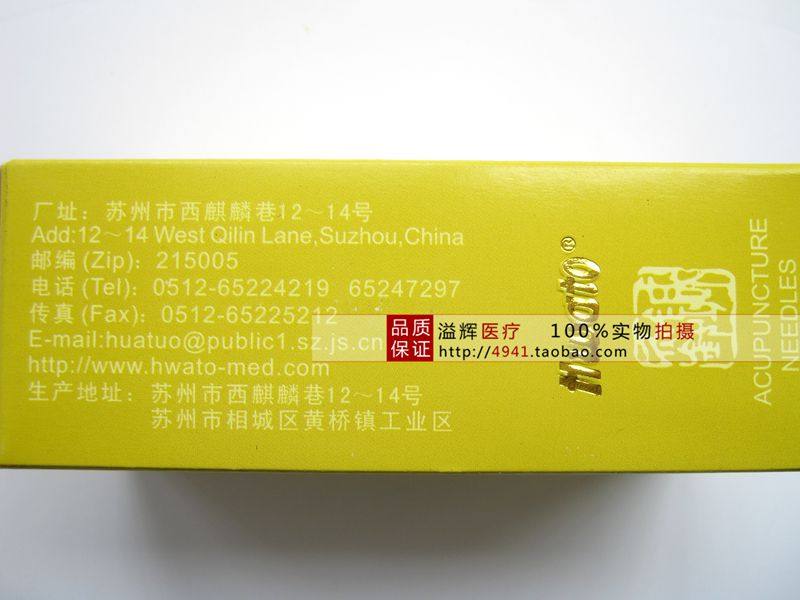 厂址：苏州市西麒麟巷12～14号
Add:12～14 West Qilin Lane,Suzhou,China
邮编(Zip)：215005
电话(Tel)：0512-65224219 65247297
传真(Fax)：0512-65225212
E-mail:huatuo@public1.sz.js.cn
http://www.hwato-med.com
生产地址：苏州市西麒麟巷12～14号
苏州市相城区黄桥镇工业区
品质
保证
溢辉医疗 100%实物拍摄
http://4941.taobao.com
Hwato®
ACUPUNCTURE
NEEDLES